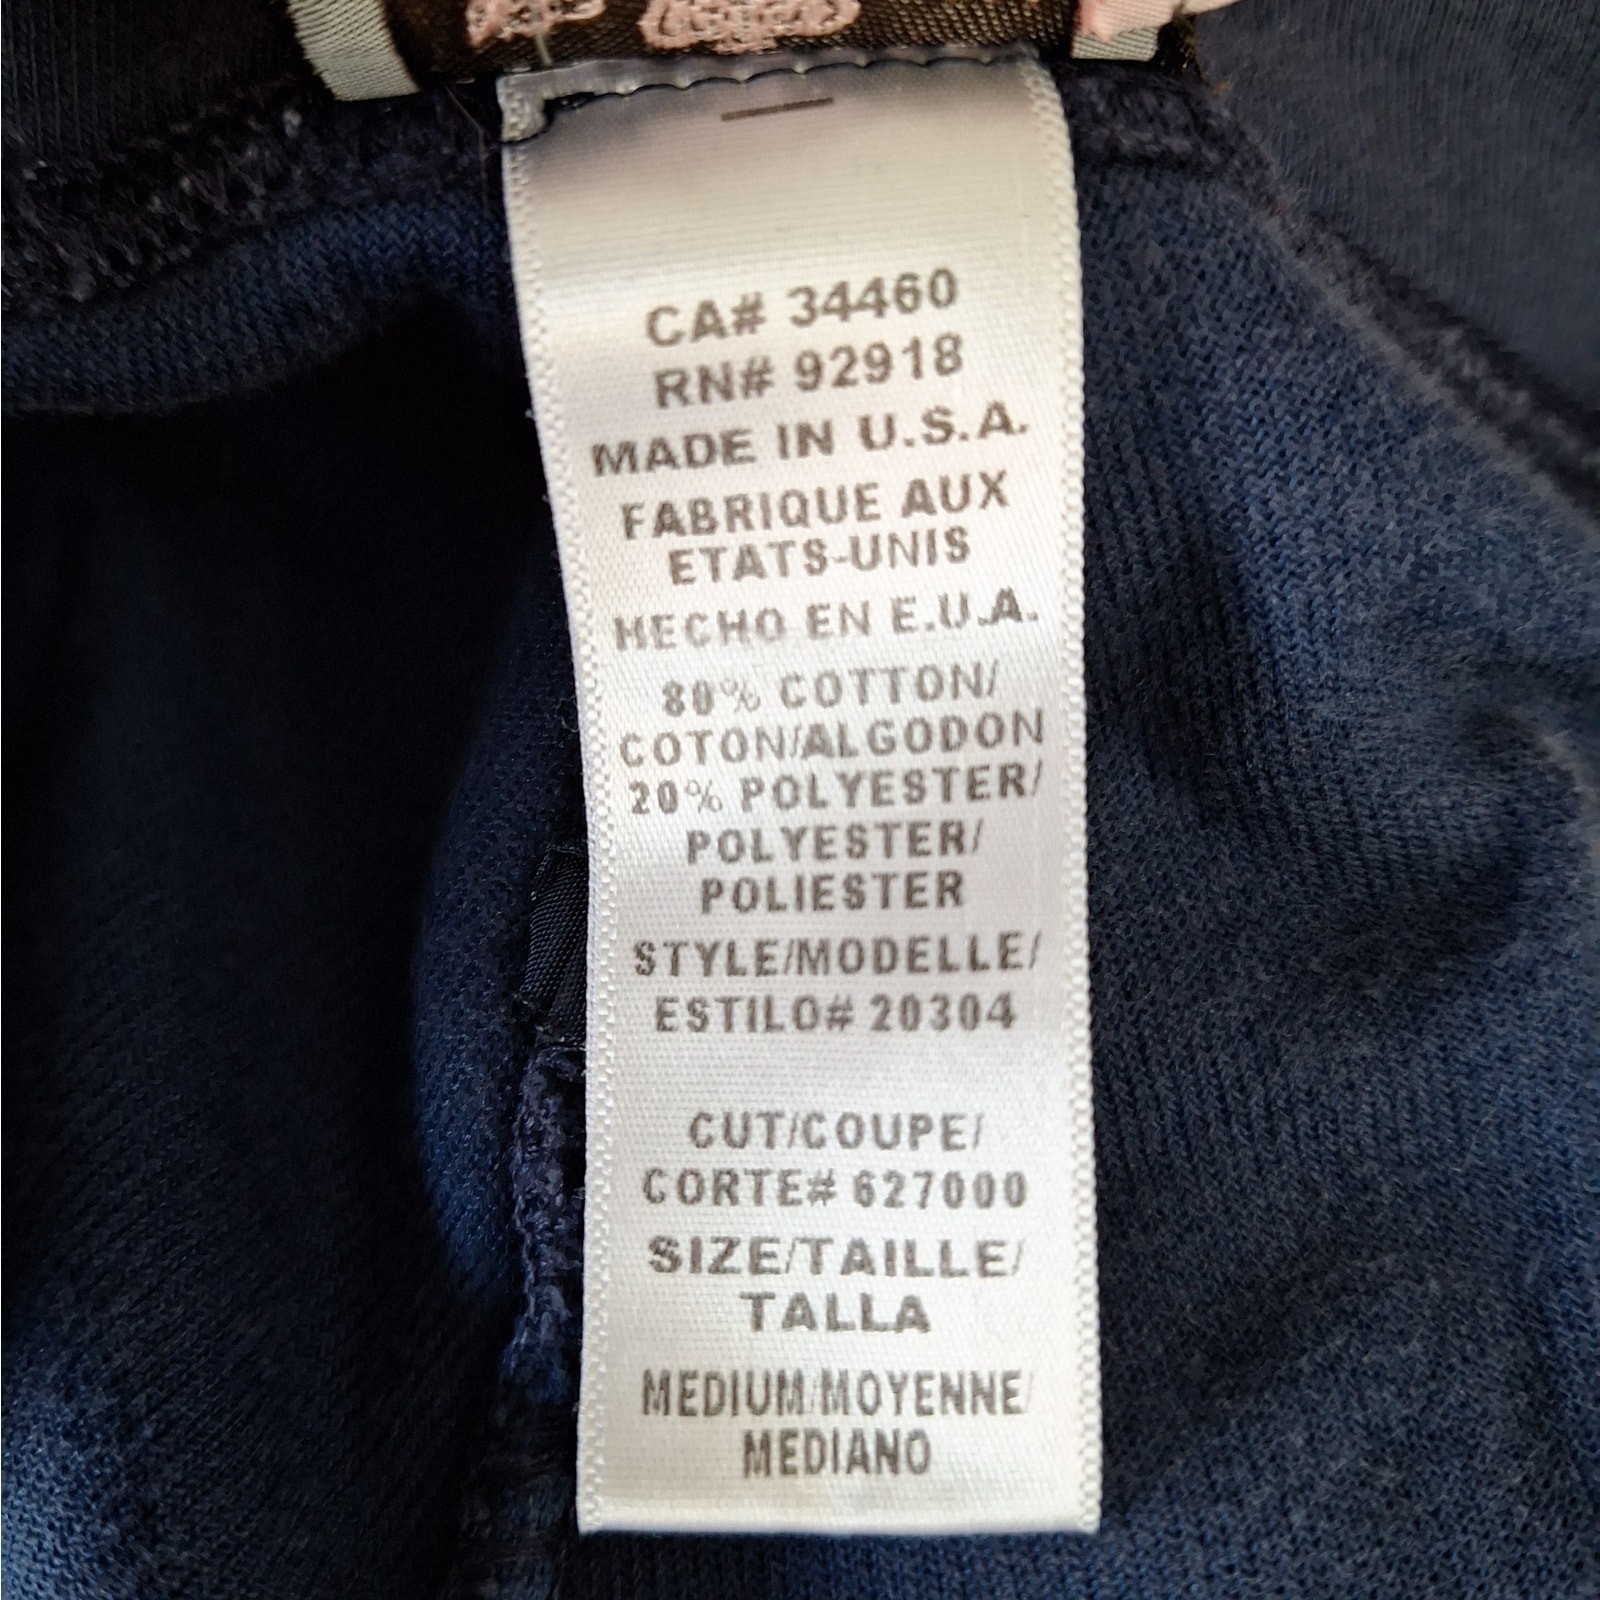 CA# 34460
RN# 92918
MADE IN U.S.A.
FABRIQUE AUX
ETATS-UNIS
HECHO EN E.U.A.
80% COTTON/
COTON/ALGODON
20% POLYESTER/
POLYESTER/
POLIESTER
STYLE/MODELLE/
ESTILO# 20304
CUT/COUPE/
CORTE# 627000
SIZE/TAILLE/
TALLA
MEDIUM/MOYENNE/
MEDIANO